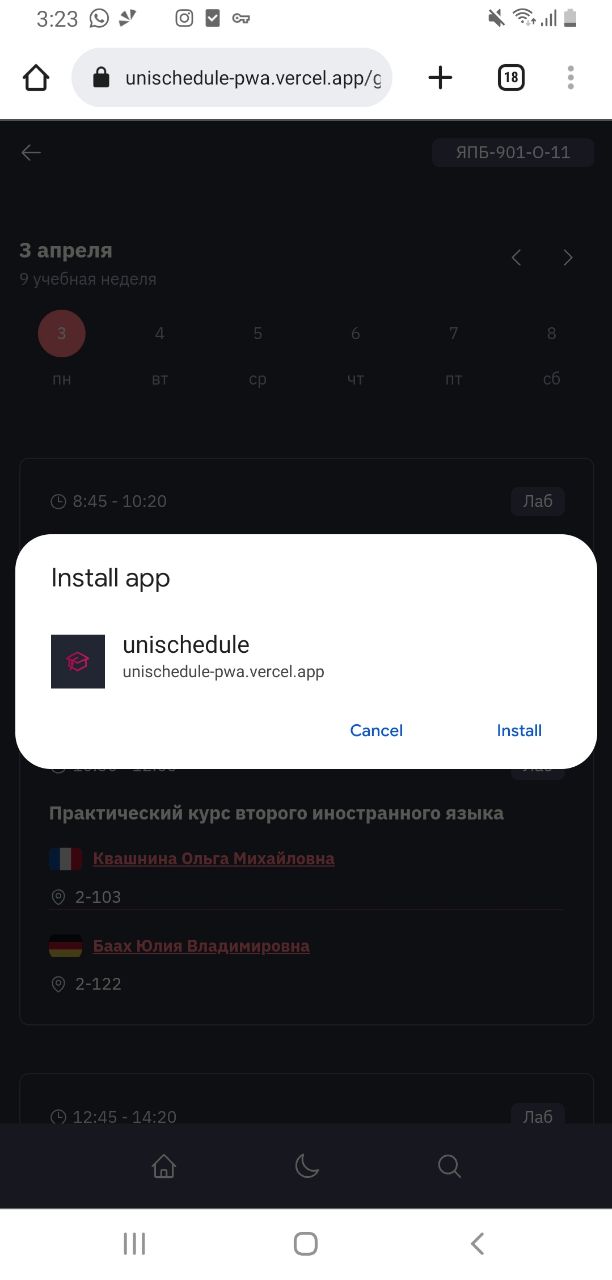 3:23
unischedule-pwa.vercel.app/g
18
ЯПБ-901-О-11
3 апреля
9 учебная неделя
3 4 5 6 7 8
пн вт ср чт пт сб
8:45 - 10:20 Лаб
Install app
unischedule
unischedule-pwa.vercel.app
Cancel Install
Практический курс второго иностранного языка
Квашнина Ольга Михайловна
2-103
Баах Юлия Владимировна
2-122
12:45 - 14:20 Лаб